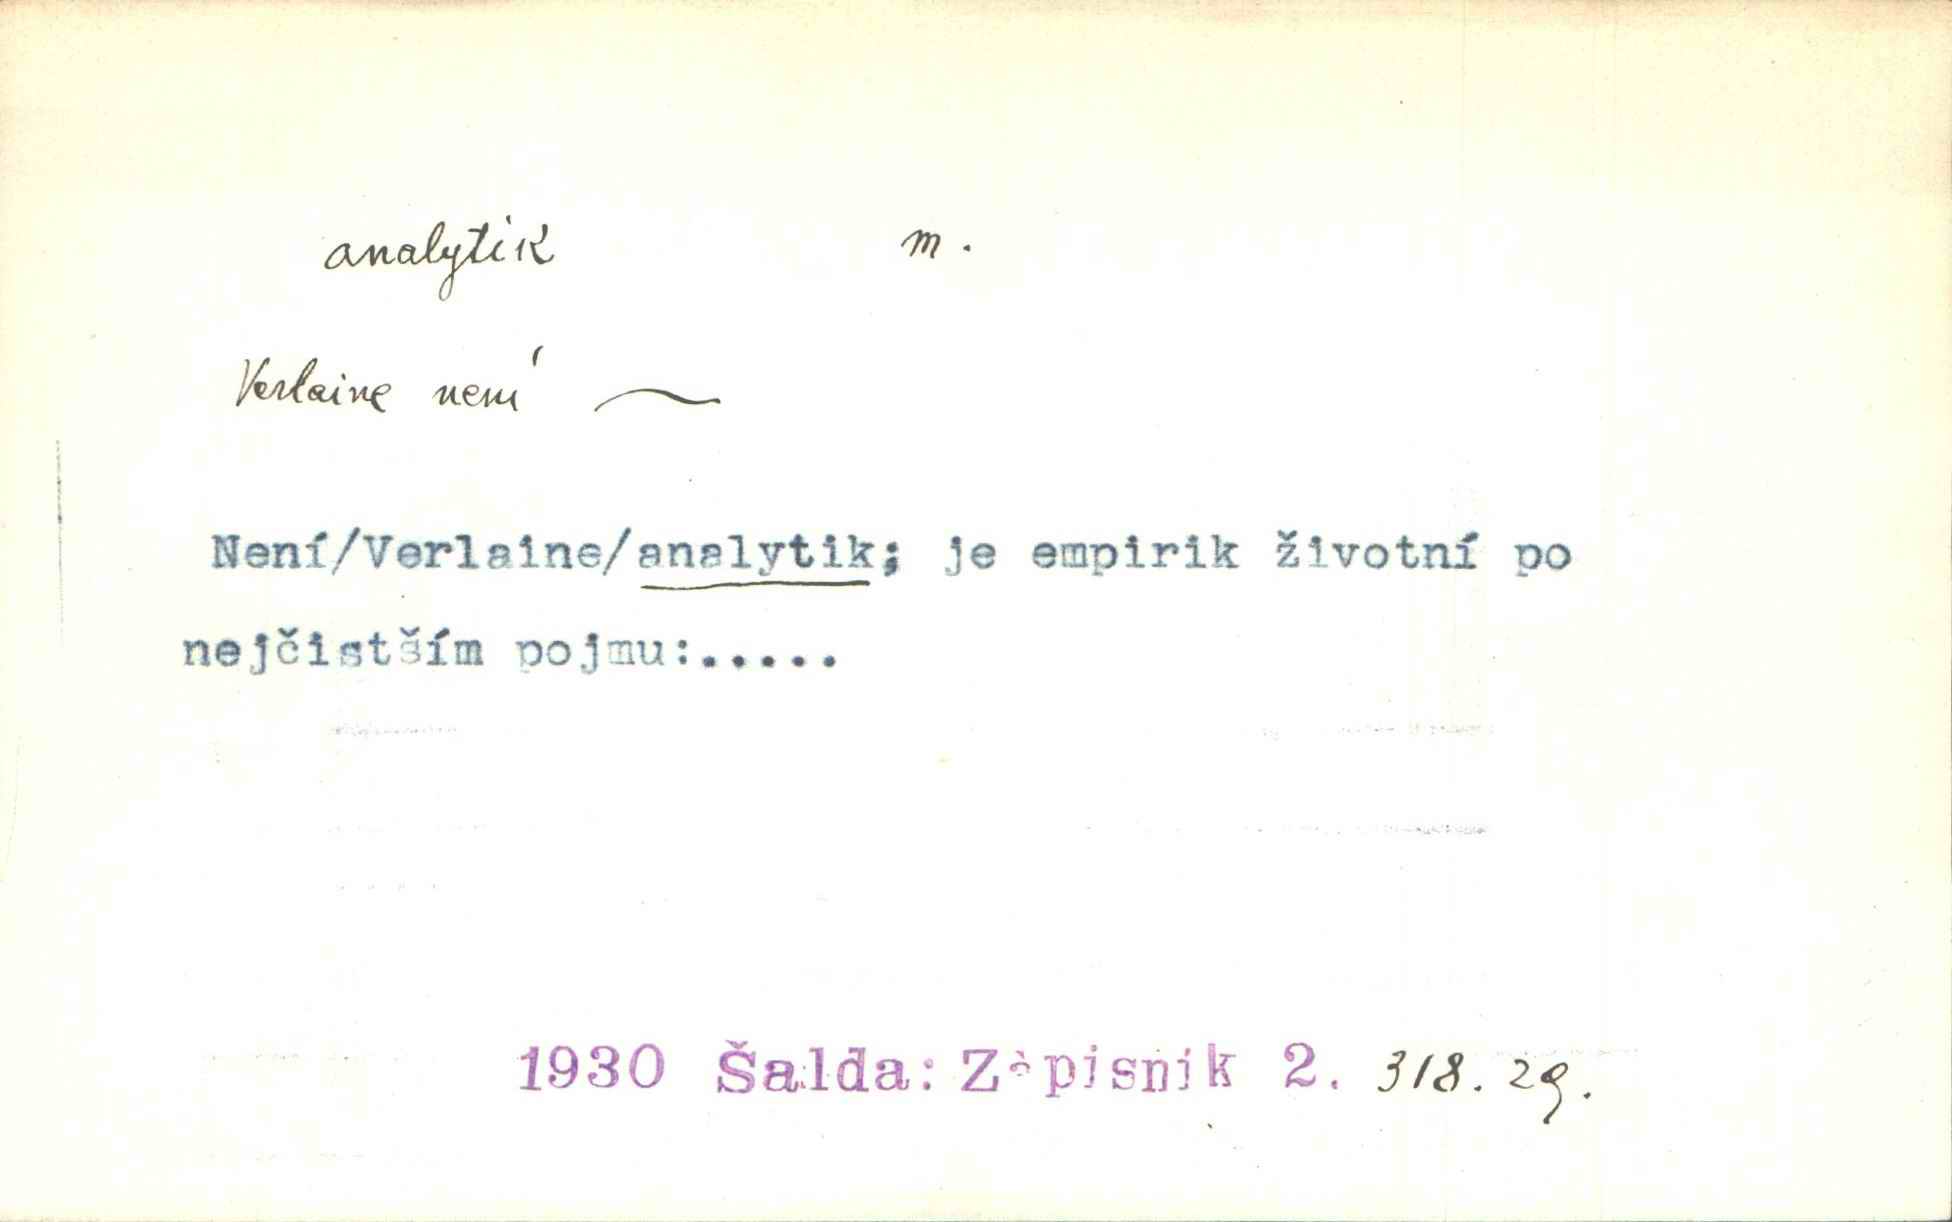 analytik m.
Verlaine není ~
Není/Verlaine/analytik; je empirik životní po
nejčistším pojmu:.....
1930 Šalda: Zápisník 2. 318. 29.